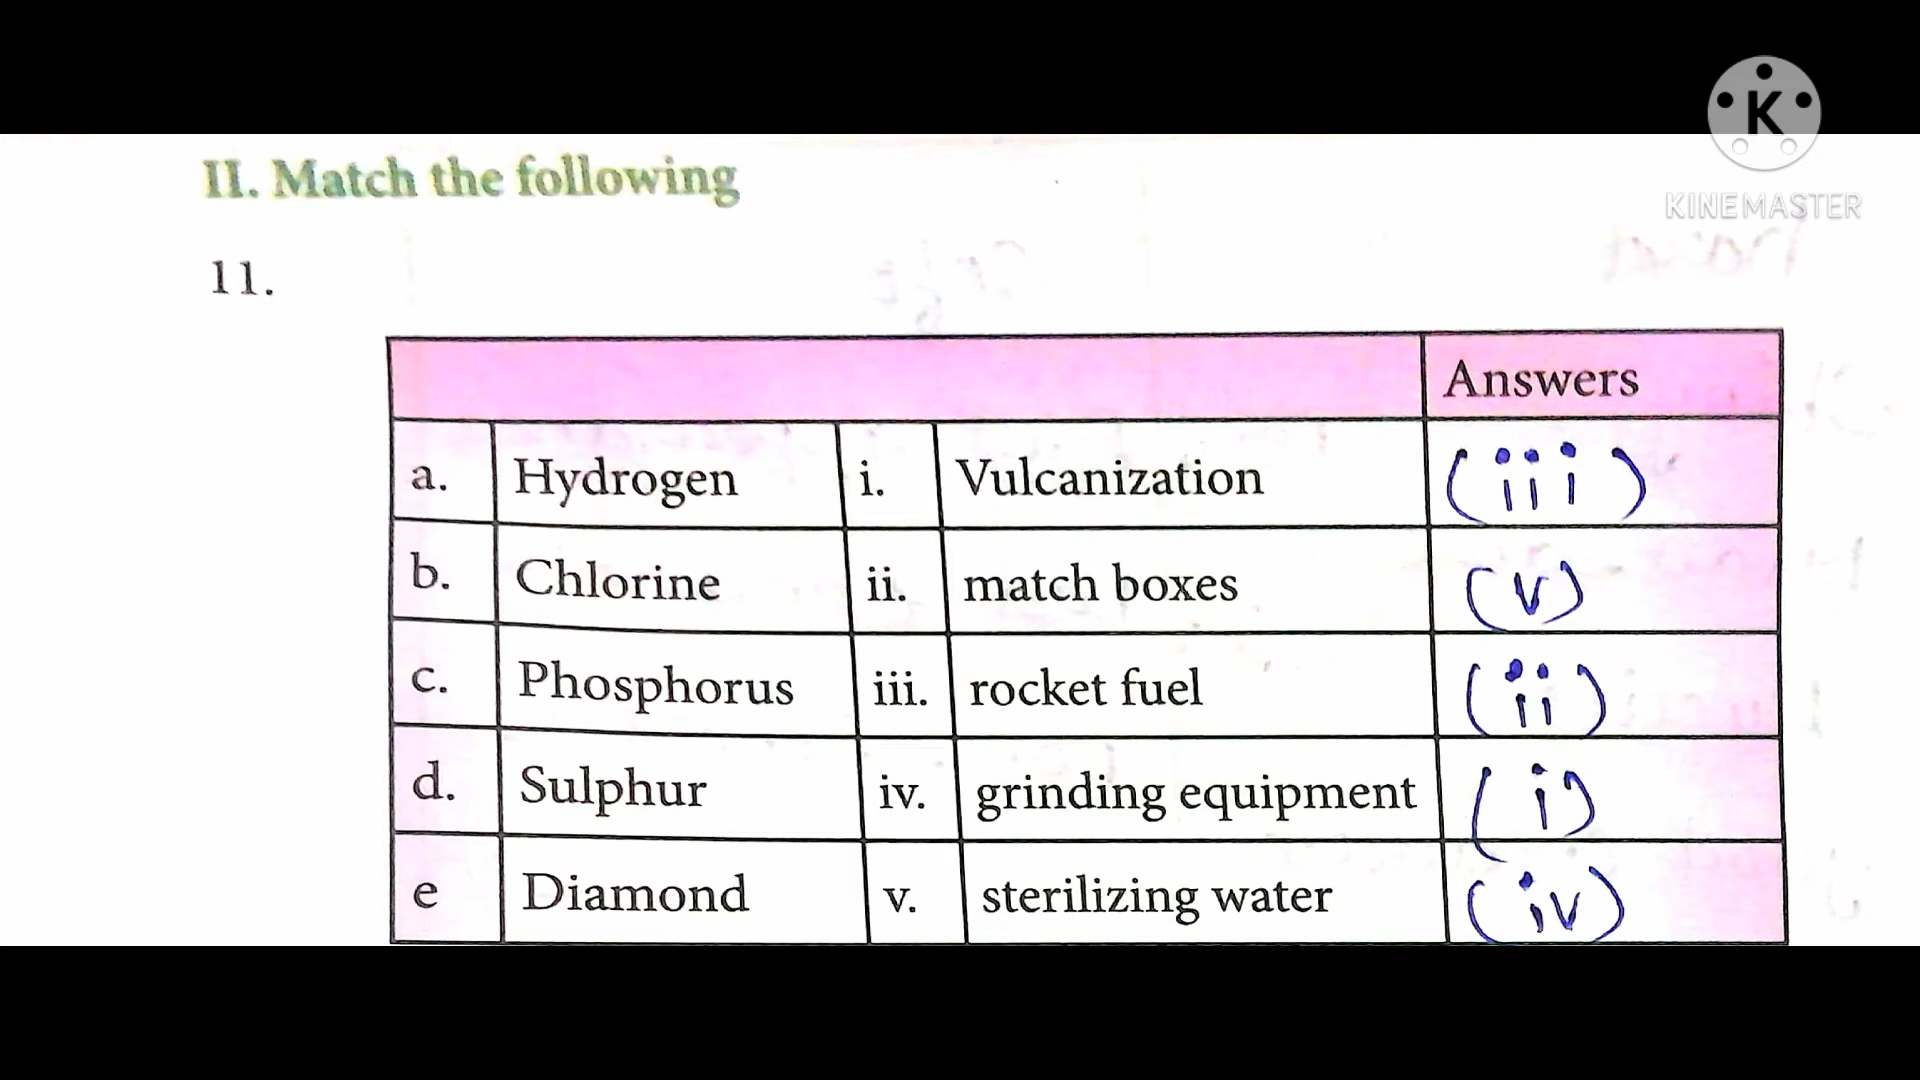 K
KINEMASTER
II. Match the following
11.
Answers
a. Hydrogen i. Vulcanization (iii)
b. Chlorine ii. match boxes (v)
c. Phosphorus iii. rocket fuel (ii)
d. Sulphur iv. grinding equipment (i)
e Diamond v. sterilizing water (iv)